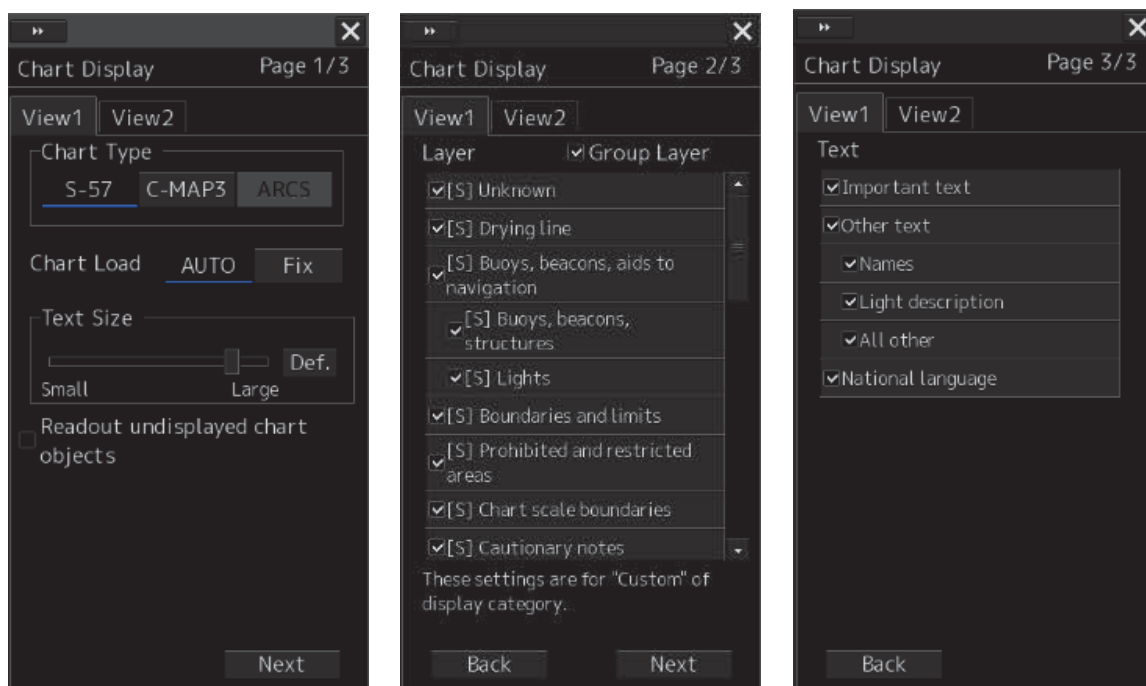 Chart Display Page 1/3
View1 View2
Chart Type
S-57 C-MAP3 ARCS
Chart Load AUTO Fix
Text Size
Def.
Small Large
Readout undisplayed chart
objects
Next
Chart Display Page 2/3
View1 View2
Layer Group Layer
[S] Unknown
[S] Drying line
[S] Buoys, beacons, aids to
navigation
[S] Buoys, beacons,
structures
[S] Lights
[S] Boundaries and limits
[S] Prohibited and restricted
areas
[S] Chart scale boundaries
[S] Cautionary notes
These settings are for "Custom" of
display category.
Back Next
Chart Display Page 3/3
View1 View2
Text
Important text
Other text
Names
Light description
All other
National language
Back